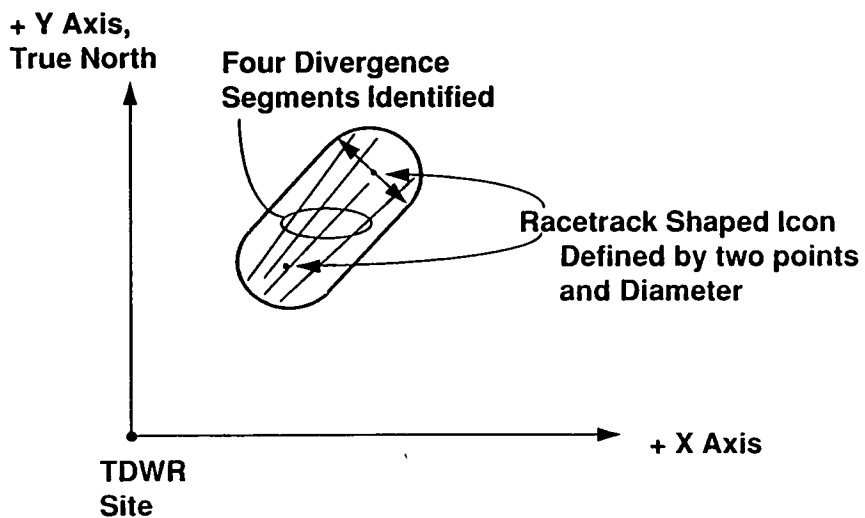 + Y Axis,
True North
Four Divergence
Segments Identified
Racetrack Shaped Icon
Defined by two points
and Diameter
+ X Axis
TDWR
Site